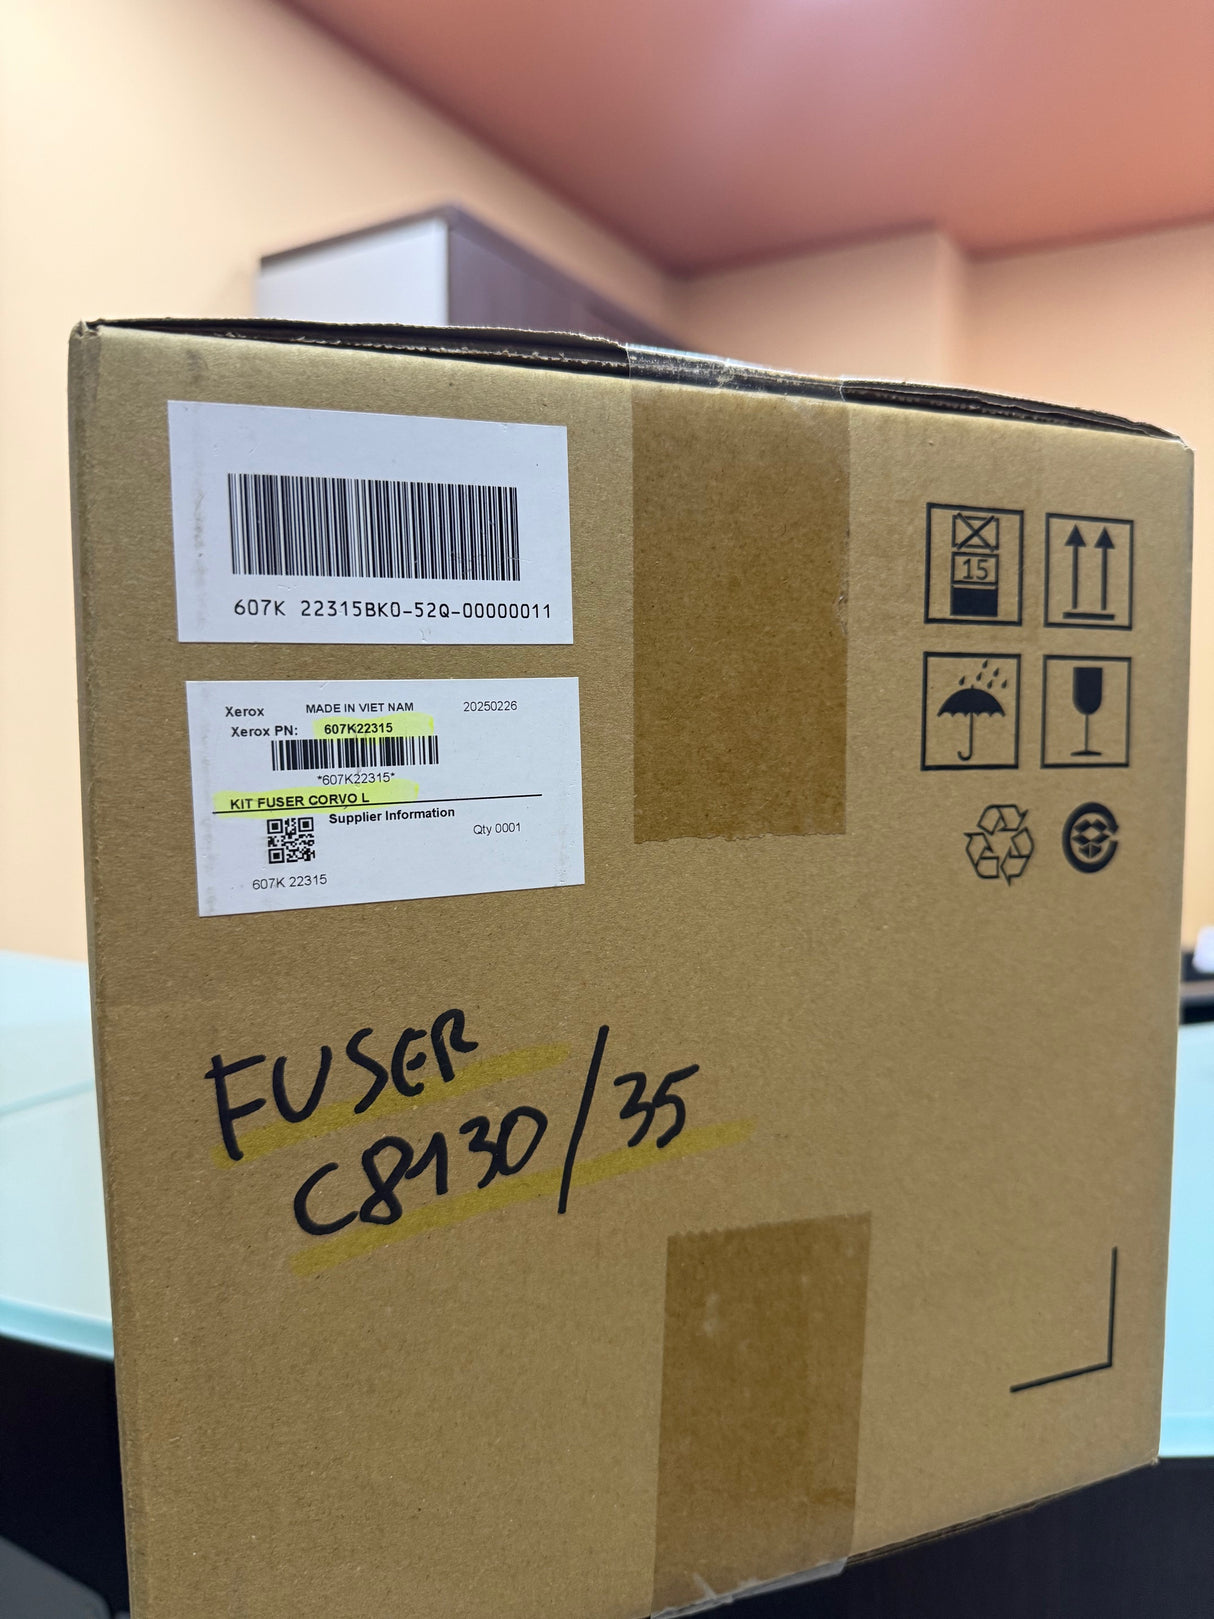 607K 22315BK0-52Q-00000011
Xerox MADE IN VIET NAM 20250226
Xerox PN: 607K22315
*607K22315*
KIT FUSER CORVO L
Supplier Information
Qty 0001
607K 22315
15
FUSER
C8130/35